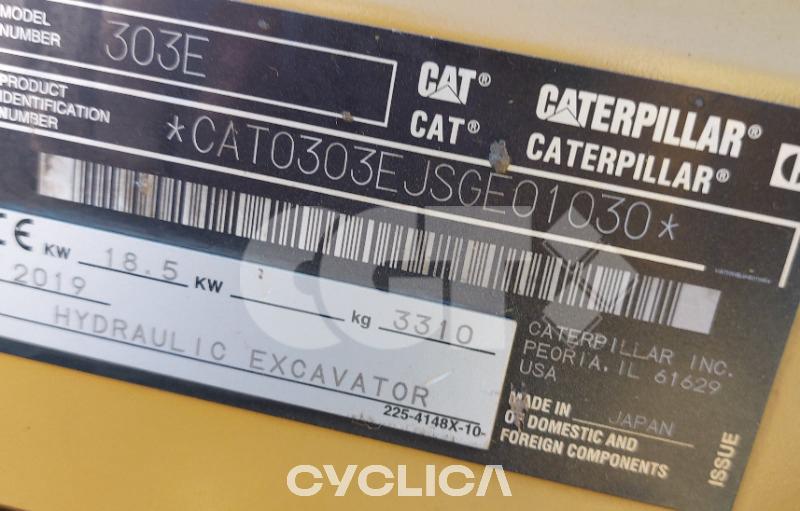 MODEL
NUMBER
303E
PRODUCT
IDENTIFICATION
NUMBER
*CAT0303EJSGE01030*
CAT®
CATERPILLAR®
CAT®
CATERPILLAR®
CE KW 18.5 KW kg 3310
2019
HYDRAULIC EXCAVATOR
225-4148X-10-
CATERPILLAR INC.
PEORIA, IL 61629
USA
MADE IN JAPAN
OF DOMESTIC AND
FOREIGN COMPONENTS
ISSUE
CGT
CYCLICA